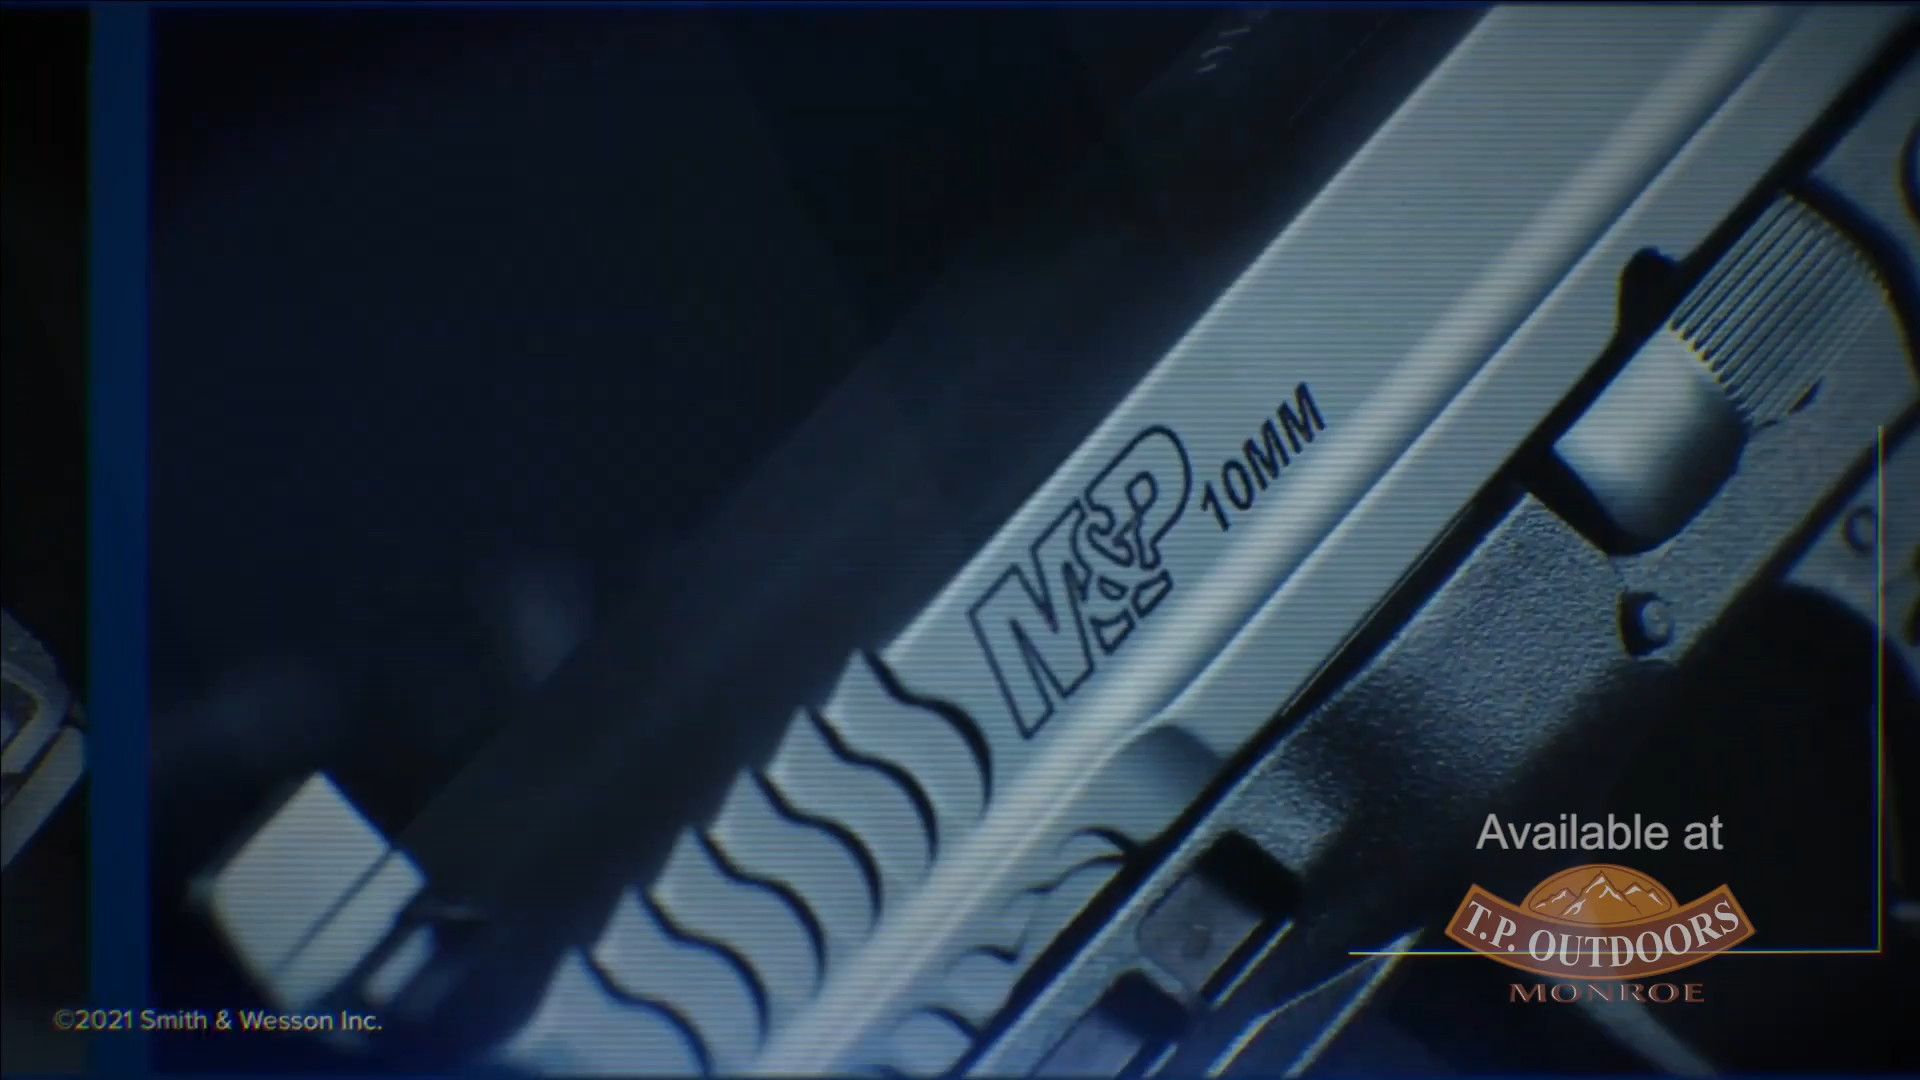 M&P 10MM
Available at
T.P. OUTDOORS
MONROE
©2021 Smith & Wesson Inc.